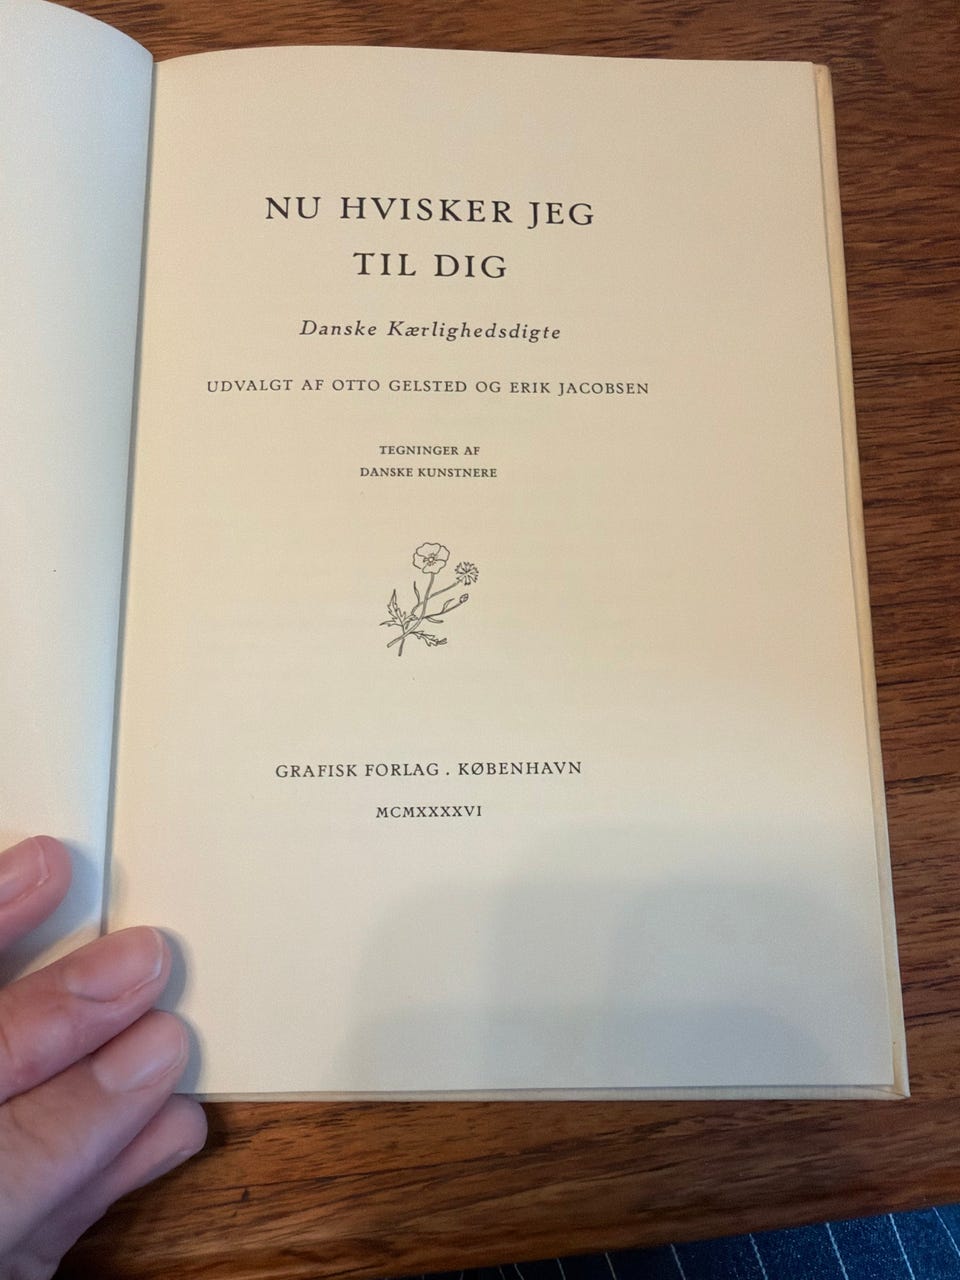 NU HVISKER JEG
TIL DIG
Danske Kærlighedsdigte
UDVALGT AF OTTO GELSTED OG ERIK JACOBSEN
TEGNINGER AF
DANSKE KUNSTNERE
GRAFISK FORLAG . KØBENHAVN
MCMXXXXVI